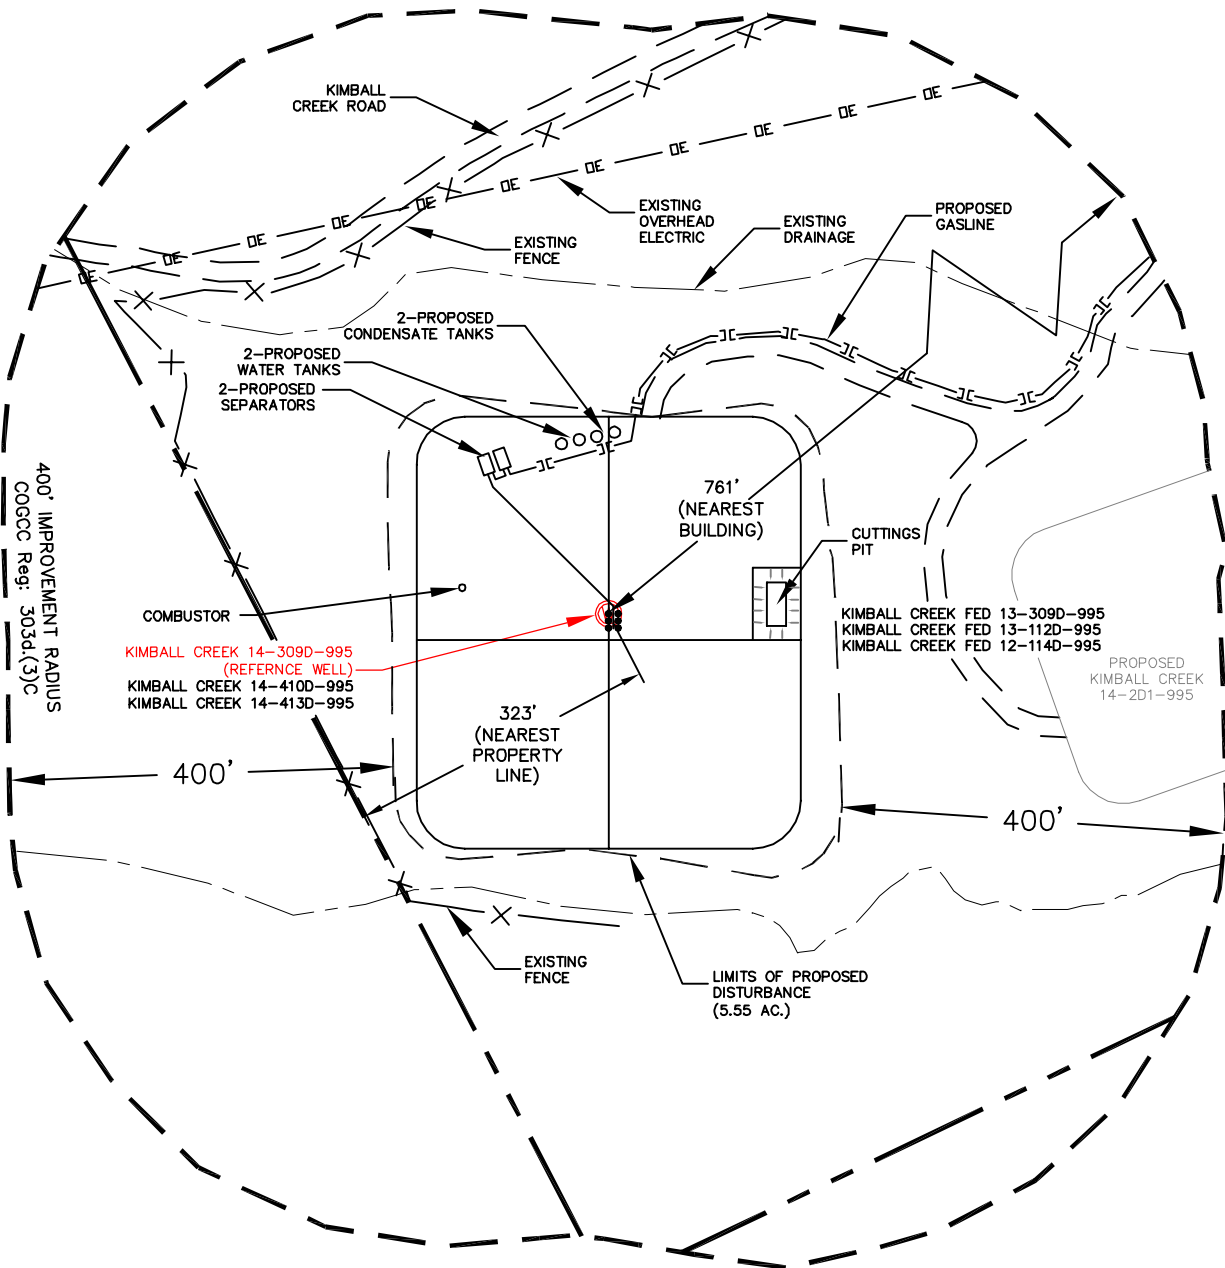 KIMBALL
CREEK ROAD
OE
OE
OE
OE
OE
OE
OE
OE
OE
OE
OE
EXISTING
OVERHEAD
ELECTRIC
EXISTING
DRAINAGE
PROPOSED
GASLINE
EXISTING
FENCE
2-PROPOSED
CONDENSATE TANKS
2-PROPOSED
WATER TANKS
2-PROPOSED
SEPARATORS
400' IMPROVEMENT RADIUS
COGCC Reg: 303d.(3)C
761'
(NEAREST
BUILDING)
CUTTINGS
PIT
COMBUSTOR
KIMBALL CREEK 14-309D-995
(REFERNCE WELL)
KIMBALL CREEK 14-410D-995
KIMBALL CREEK 14-413D-995
KIMBALL CREEK FED 13-309D-995
KIMBALL CREEK FED 13-112D-995
KIMBALL CREEK FED 12-114D-995
PROPOSED
KIMBALL CREEK
14-2D1-995
323'
(NEAREST
PROPERTY
LINE)
400'
400'
EXISTING
FENCE
LIMITS OF PROPOSED
DISTURBANCE
(5.55 AC.)